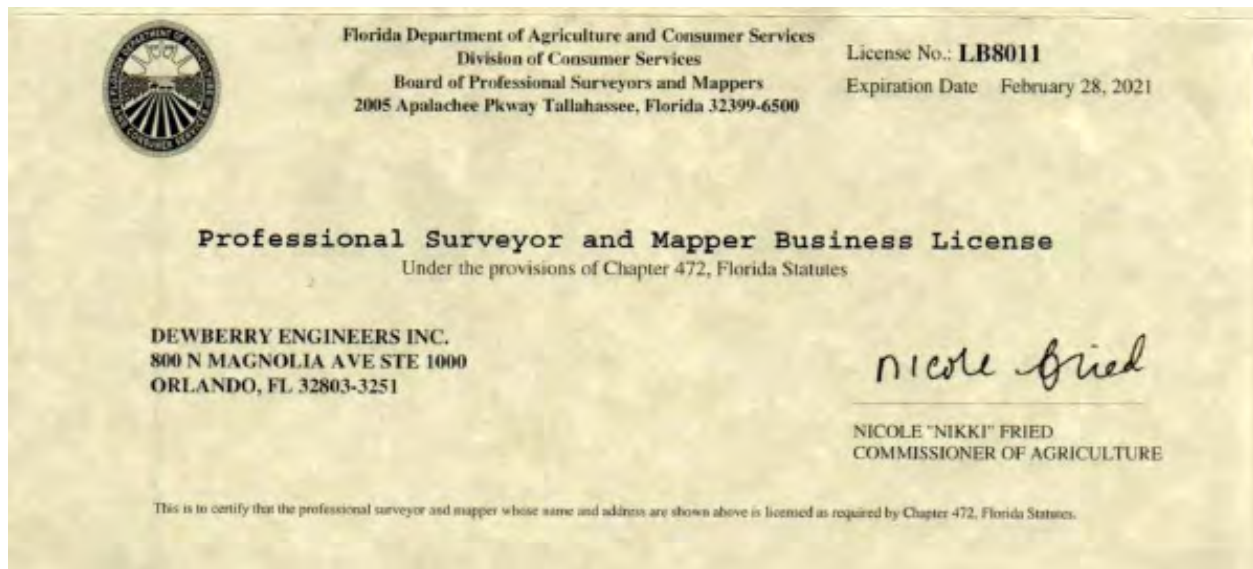 Florida Department of Agriculture and Consumer Services
Division of Consumer Services
Board of Professional Surveyors and Mappers
2005 Apalachee Pkway Tallahassee, Florida 32399-6500
License No.: LB8011
Expiration Date February 28, 2021
Professional Surveyor and Mapper Business License
Under the provisions of Chapter 472, Florida Statutes
DEWBERRY ENGINEERS INC.
800 N MAGNOLIA AVE STE 1000
ORLANDO, FL 32803-3251
nicole fried
NICOLE "NIKKI" FRIED
COMMISSIONER OF AGRICULTURE
This is to certify that the professional surveyor and mapper whose name and address are shown above is licensed as required by Chapter 472, Florida Statutes.